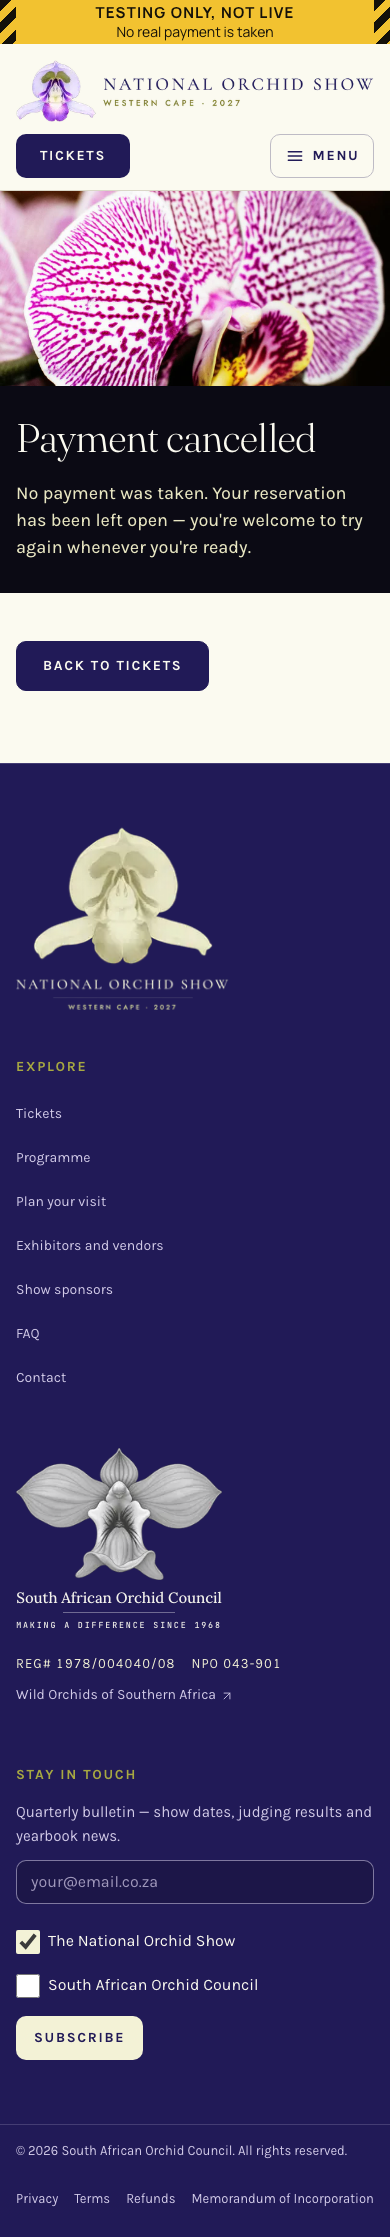 TESTING ONLY, NOT LIVE
No real payment is taken
NATIONAL ORCHID SHOW
WESTERN CAPE · 2027
TICKETS
MENU
Payment cancelled
No payment was taken. Your reservation
has been left open — you're welcome to try
again whenever you're ready.
BACK TO TICKETS
NATIONAL ORCHID SHOW
WESTERN CAPE · 2027
EXPLORE
Tickets
Programme
Plan your visit
Exhibitors and vendors
Show sponsors
FAQ
Contact
South African Orchid Council
MAKING A DIFFERENCE SINCE 1968
REG# 1978/004040/08 NPO 043-901
Wild Orchids of Southern Africa ↗
STAY IN TOUCH
Quarterly bulletin — show dates, judging results and
yearbook news.
your@email.co.za
The National Orchid Show
South African Orchid Council
SUBSCRIBE
© 2026 South African Orchid Council. All rights reserved.
Privacy Terms Refunds Memorandum of Incorporation